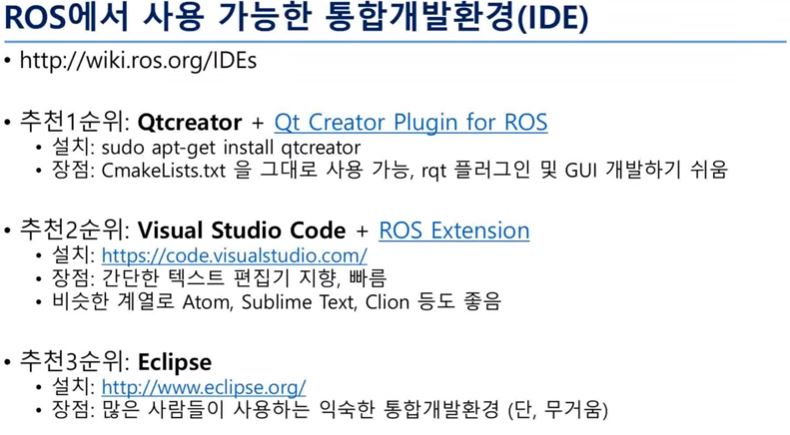 ROS에서 사용 가능한 통합개발환경(IDE)
• http://wiki.ros.org/IDEs
• 추천1순위: Qtcreator + Qt Creator Plugin for ROS
• 설치: sudo apt-get install qtcreator
• 장점: CmakeLists.txt 을 그대로 사용 가능, rqt 플러그인 및 GUI 개발하기 쉬움
• 추천2순위: Visual Studio Code + ROS Extension
• 설치: https://code.visualstudio.com/
• 장점: 간단한 텍스트 편집기 지향, 빠름
• 비슷한 계열로 Atom, Sublime Text, Clion 등도 좋음
• 추천3순위: Eclipse
• 설치: http://www.eclipse.org/
• 장점: 많은 사람들이 사용하는 익숙한 통합개발환경 (단, 무거움)